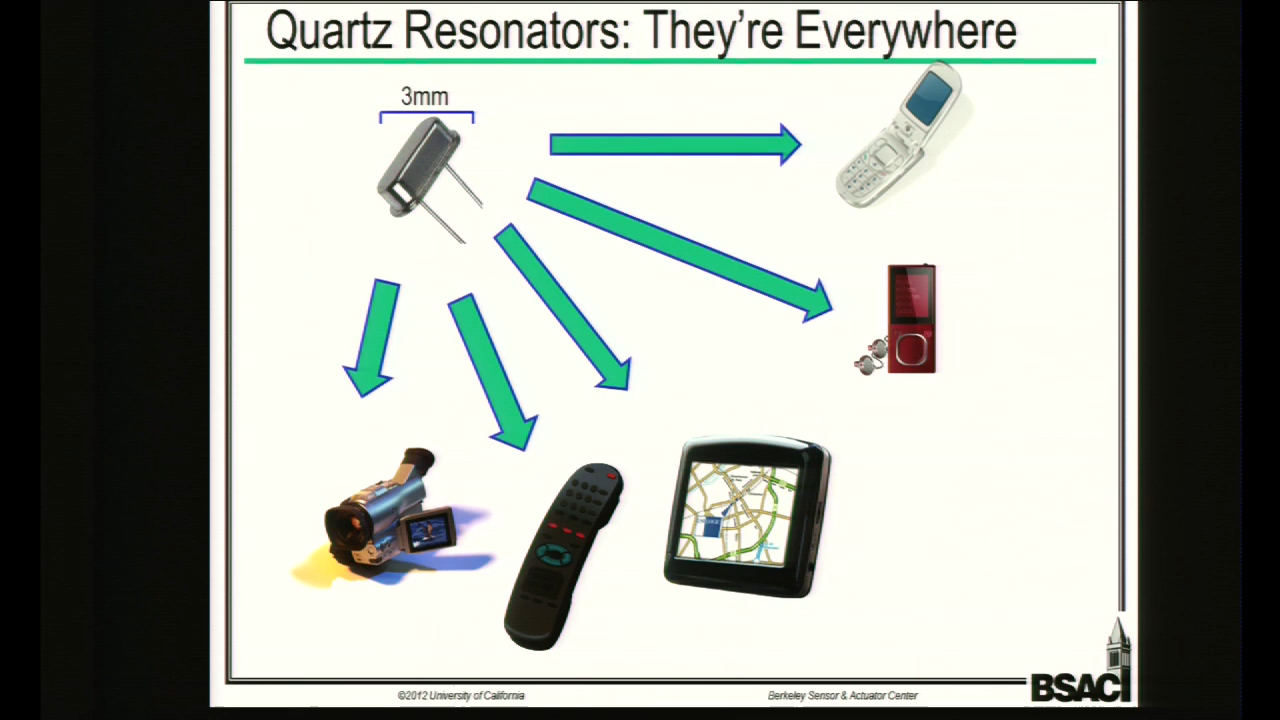 Quartz Resonators: They're Everywhere
3mm
©2012 University of California
Berkeley Sensor & Actuator Center
BSAC